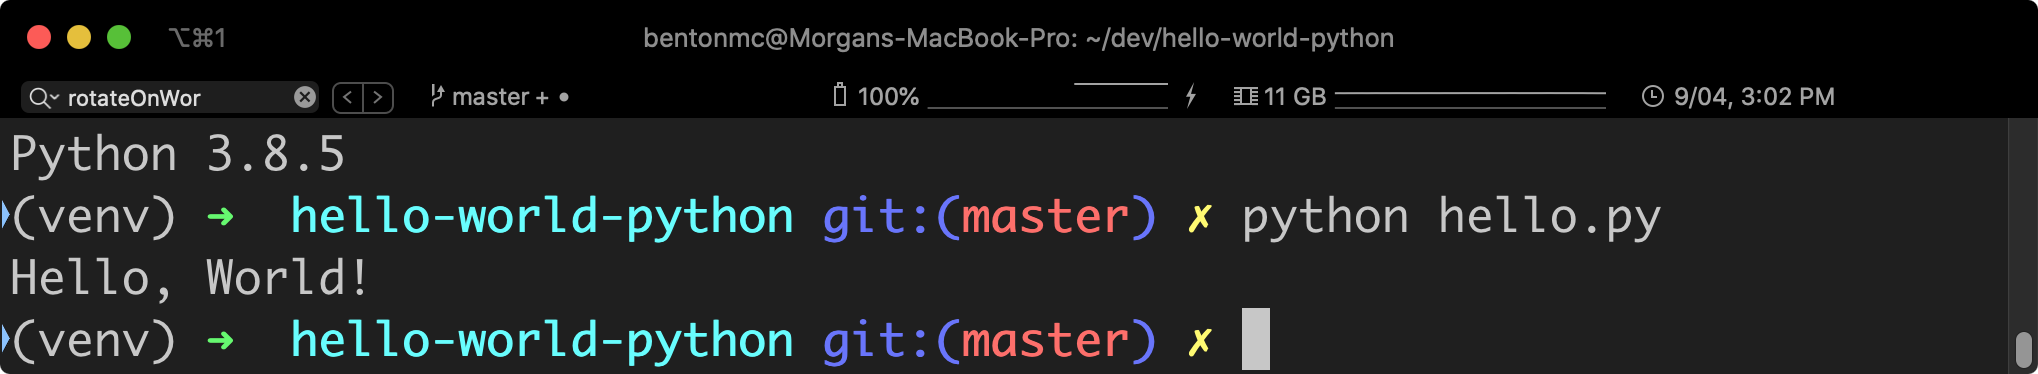 ⌥⌘1
bentonmc@Morgans-MacBook-Pro: ~/dev/hello-world-python
rotateOnWor
master + •
100%
11 GB
9/04, 3:02 PM
Python 3.8.5
(venv) ➜  hello-world-python git:(master) ✗ python hello.py
Hello, World!
(venv) ➜  hello-world-python git:(master) ✗